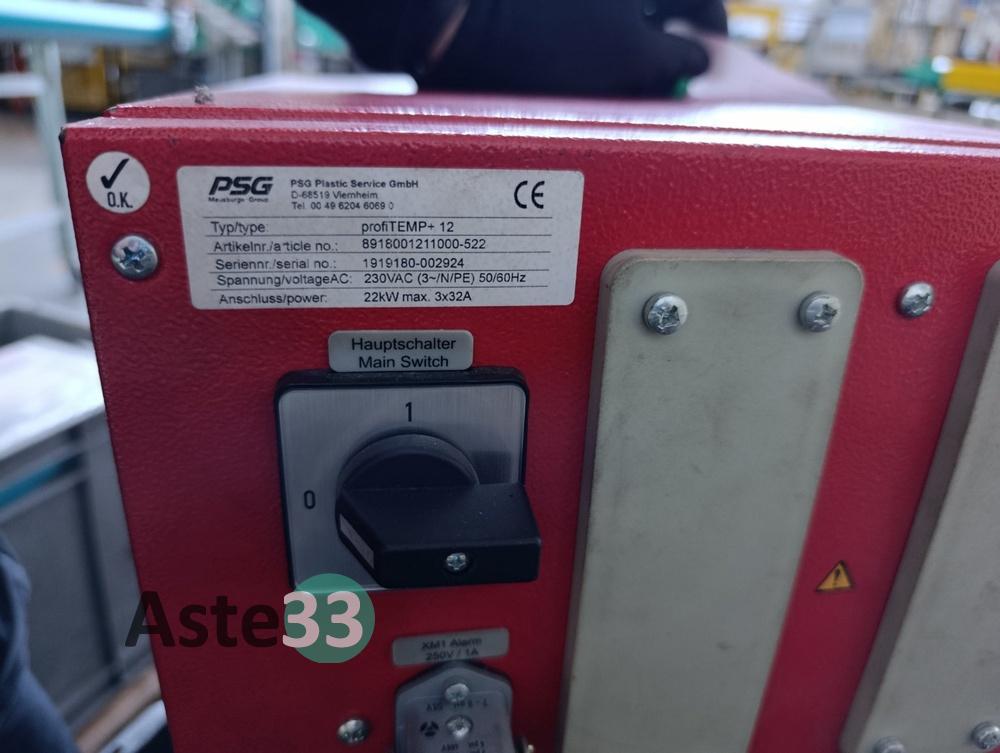 O.K.
PSG
Meusburger Group
PSG Plastic Service GmbH
D-68519 Viernheim
Tel. 00 49 6204 6069 0
CE
Typ/type: profiTEMP+ 12
Artikelnr./article no.: 8918001211000-522
Seriennr./serial no.: 1919180-002924
Spannung/voltageAC: 230VAC (3~/N/PE) 50/60Hz
Anschluss/power: 22kW max. 3x32A
Hauptschalter
Main Switch
1
0
Aste33
XM1 Alarm
250V / 1A